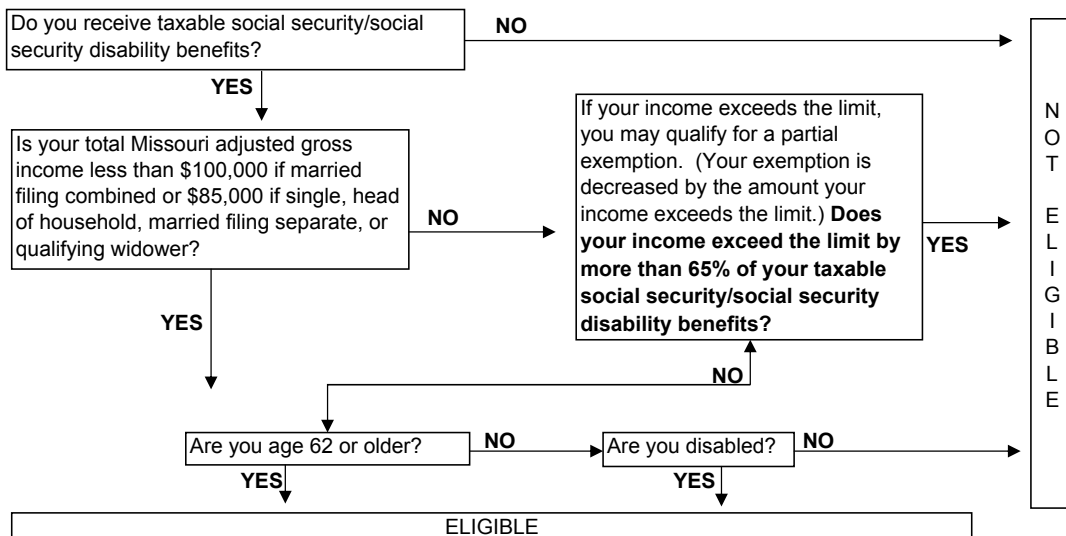 Do you receive taxable social security/social
security disability benefits?
NO
YES
Is your total Missouri adjusted gross
income less than $100,000 if married
filing combined or $85,000 if single, head
of household, married filing separate, or
qualifying widower?
NO
YES
If your income exceeds the limit,
you may qualify for a partial
exemption.  (Your exemption is
decreased by the amount your
income exceeds the limit.) Does
your income exceed the limit by
more than 65% of your taxable
social security/social security
disability benefits?
YES
NO
Are you age 62 or older?
NO
YES
Are you disabled?
NO
YES
ELIGIBLE
N
O
T
E
L
I
G
I
B
L
E